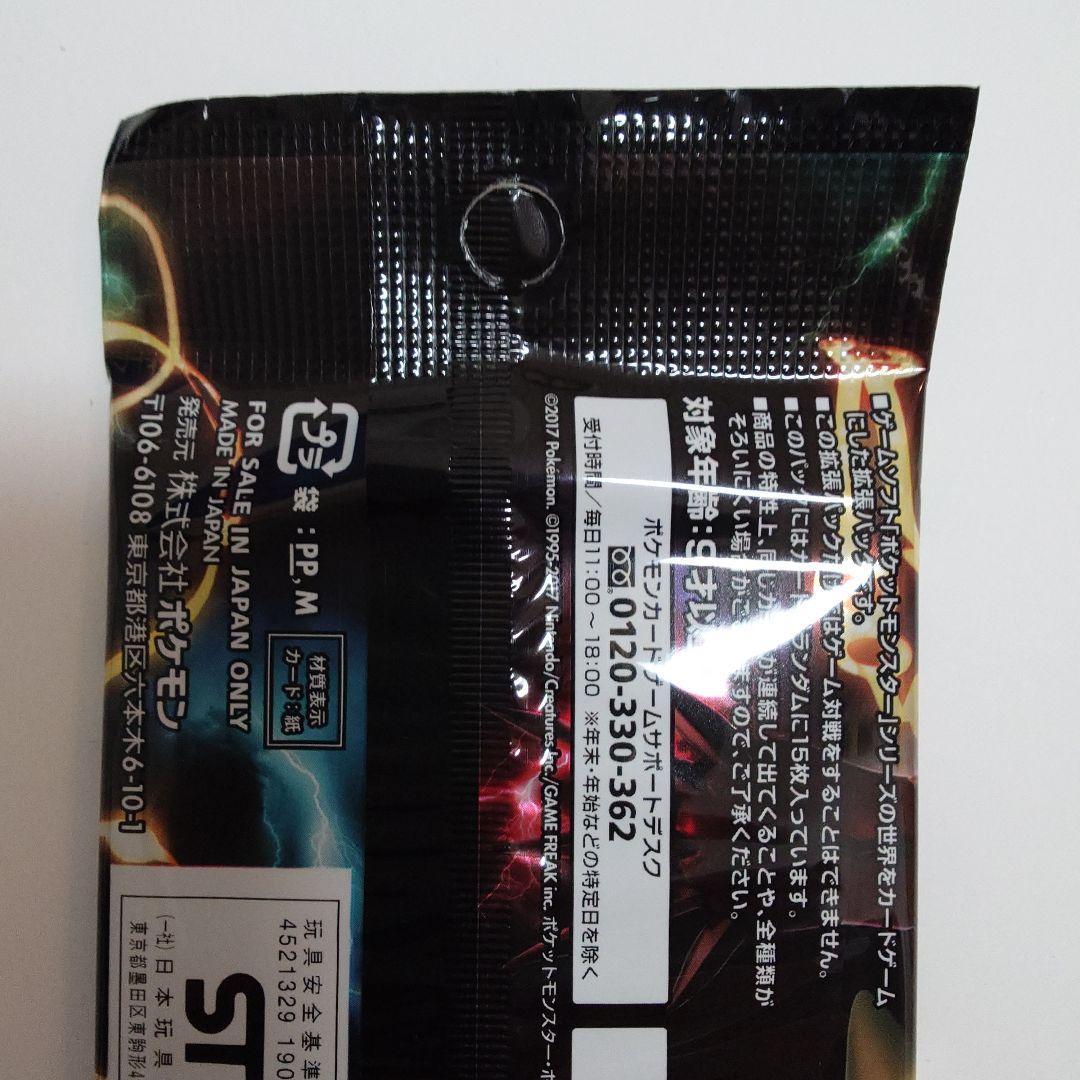 ■ゲームソフト「ポケットモンスター」シリーズの世界をカードゲーム
にした拡張パックです。
■この拡張パックだけではゲーム対戦をすることはできません。
■このパックにはカードがランダムに15枚入っています。
■商品の特性上、同じカードが連続して出てくることや、全種類が
そろいにくい場合がございますので、ご了承ください。
対象年齢：9才以
ポケモンカードゲームサポートデスク
0120-330-362
受付時間／毎日11:00～18:00 ※年末・年始などの特定日を除く
©2017 Pokémon. ©1995-2017 Nintendo/Creatures Inc./GAME FREAK inc. ポケットモンスター・ポ
プラ
袋：PP,M
材質表示
カード：紙
FOR SALE IN JAPAN ONLY
MADE IN JAPAN
発売元 株式会社ポケモン
〒106-6108 東京都港区六本木6-10-1
玩具安全基準
4521329 190
ST
(一社)日本玩具
東京都墨田区東駒形4